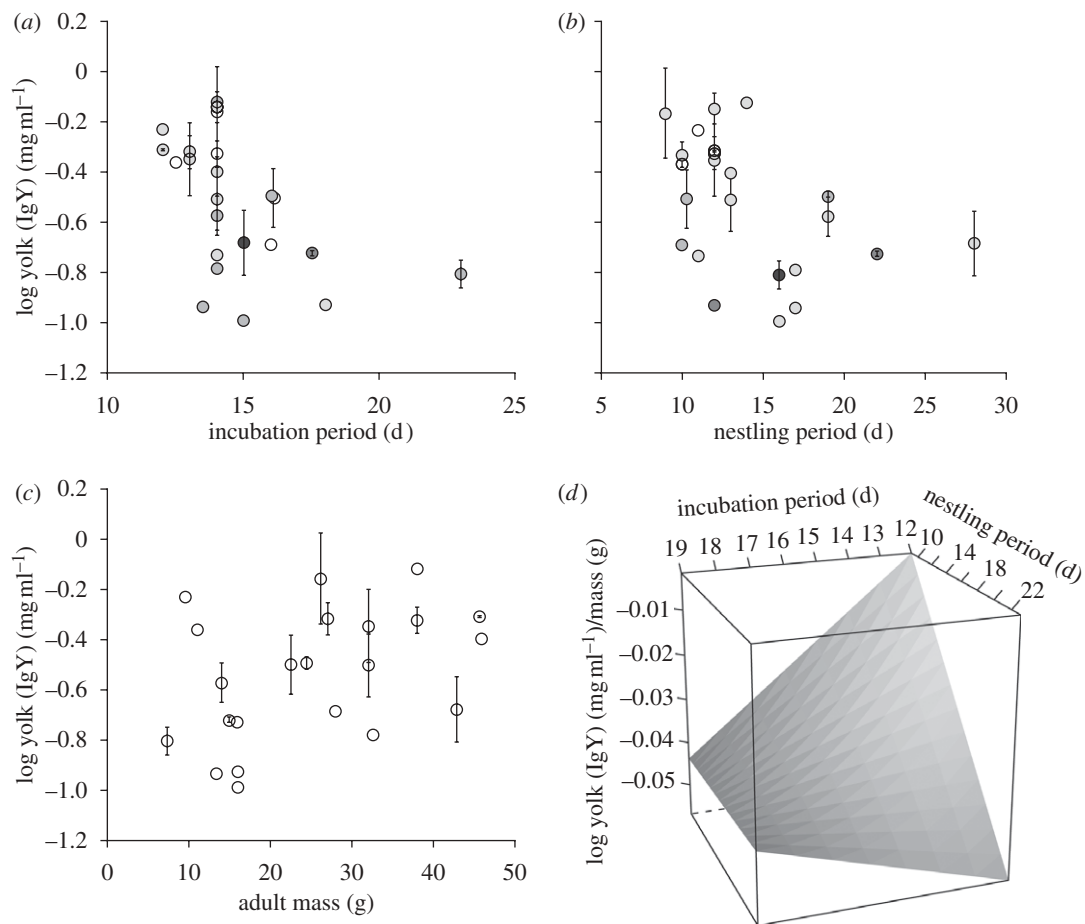 (a)
0.2
0
–0.2
–0.4
–0.6
–0.8
–1.0
–1.2
log yolk (IgY) (mg ml⁻¹)
10 15 20 25
incubation period (d)
(b)
5 10 15 20 25 30
nestling period (d)
(c)
0.2
0
–0.2
–0.4
–0.6
–0.8
–1.0
–1.2
log yolk (IgY) (mg ml⁻¹)
0 10 20 30 40 50
adult mass (g)
(d)
incubation period (d)
19 18 17 16 15 14 13 12
nestling period (d)
10 14 18 22
–0.01
–0.02
–0.03
–0.04
–0.05
log yolk (IgY) (mg ml⁻¹)/mass (g)